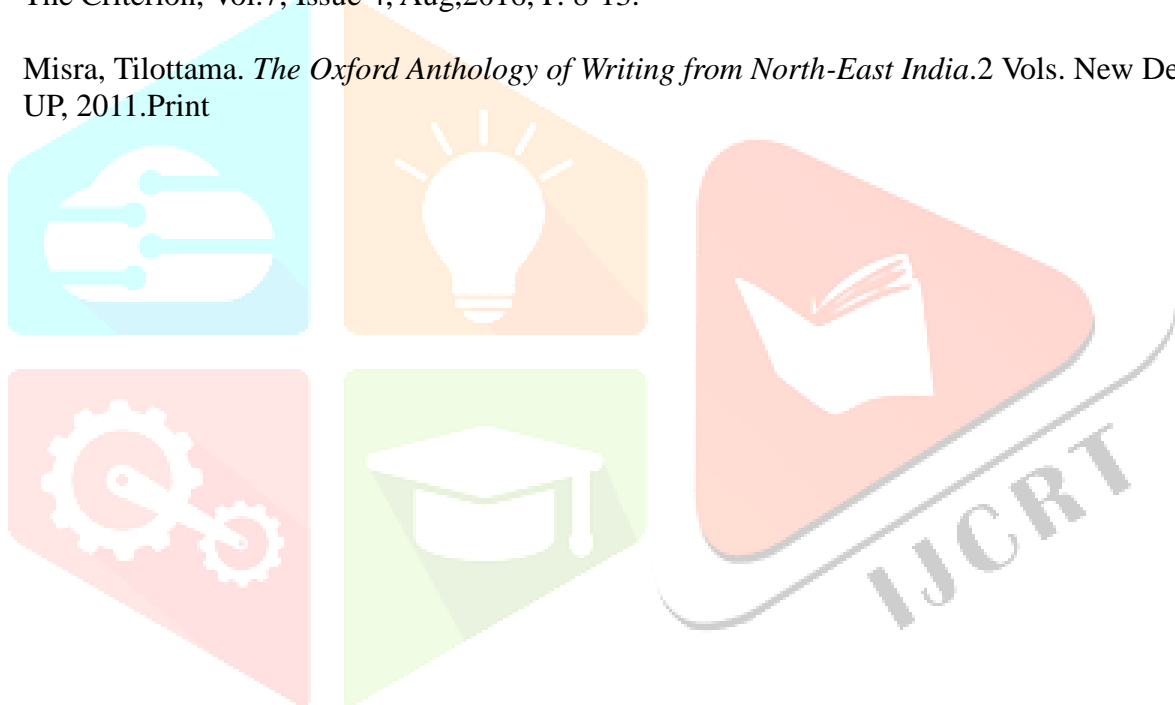 The Criterion, Vol.7, Issue 4, Aug,2016, P. 8-15.
Misra, Tilottama. The Oxford Anthology of Writing from North-East India.2 Vols. New De
UP, 2011.Print
IJCRT